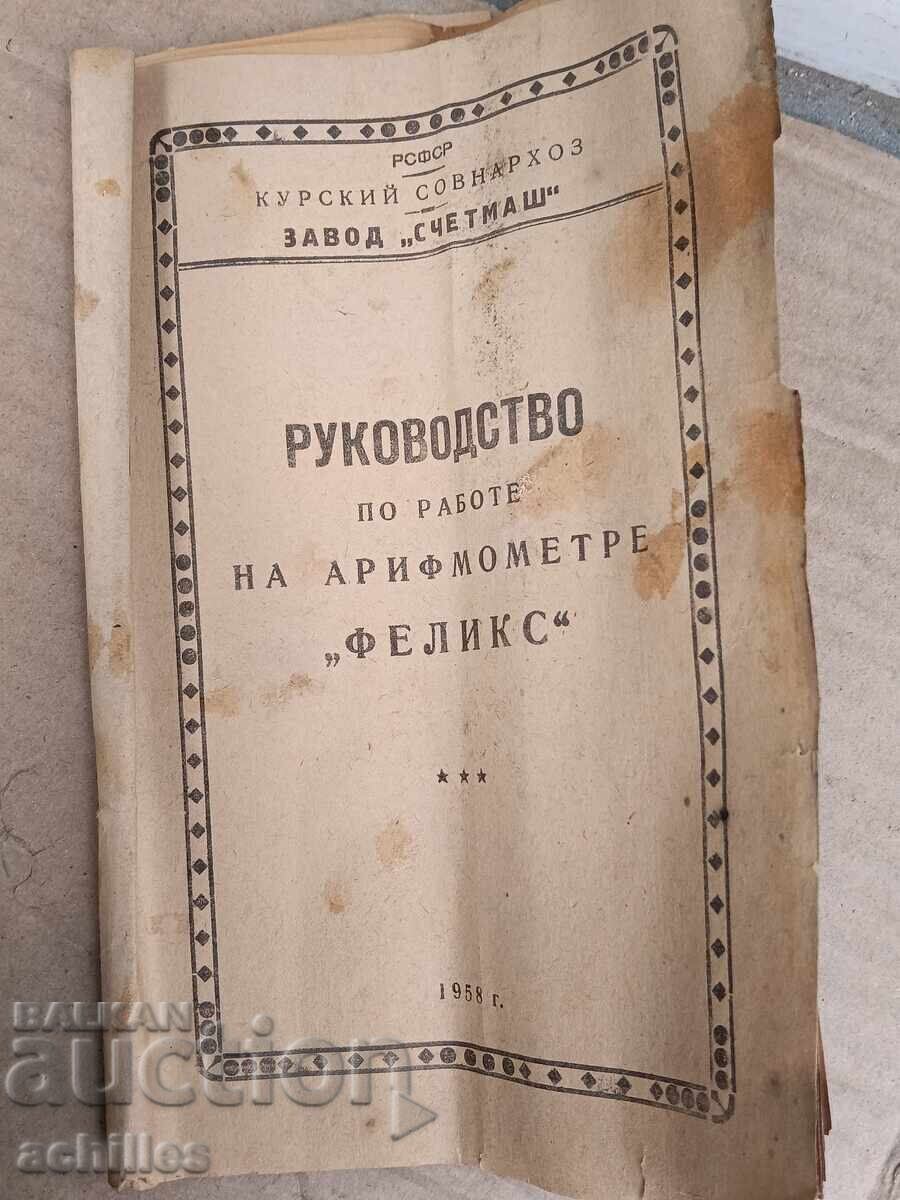 РСФСР
КУРСКИЙ СОВНАРХОЗ
ЗАВОД „СЧЕТМАШ“
РУКОВОДСТВО
ПО РАБОТЕ
НА АРИФМОМЕТРЕ
„ФЕЛИКС“
★★★
1958 г.
BALKAN
auction
achilles